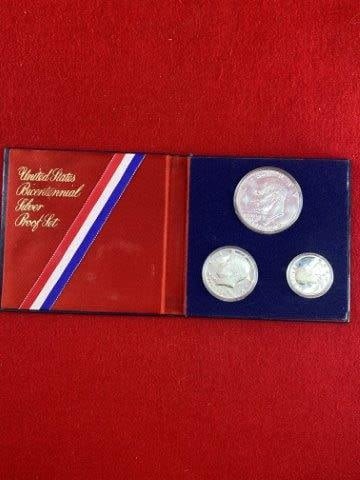 United States
Bicentennial
Silver
Proof Set